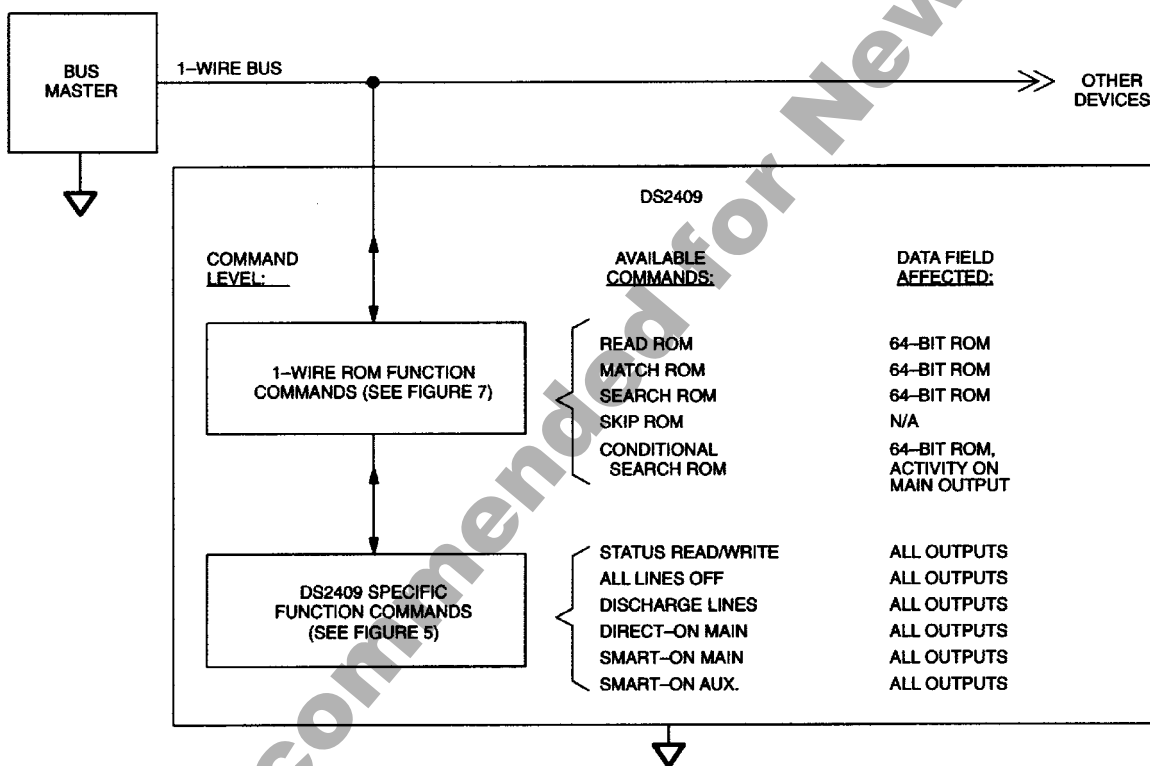 BUS
MASTER
1–WIRE BUS
OTHER
DEVICES
DS2409
COMMAND
LEVEL:
AVAILABLE
COMMANDS:
DATA FIELD
AFFECTED:
1–WIRE ROM FUNCTION
COMMANDS (SEE FIGURE 7)
READ ROM 64–BIT ROM
MATCH ROM 64–BIT ROM
SEARCH ROM 64–BIT ROM
SKIP ROM N/A
CONDITIONAL 64–BIT ROM,
SEARCH ROM ACTIVITY ON
MAIN OUTPUT
DS2409 SPECIFIC
FUNCTION COMMANDS
(SEE FIGURE 5)
STATUS READ/WRITE ALL OUTPUTS
ALL LINES OFF ALL OUTPUTS
DISCHARGE LINES ALL OUTPUTS
DIRECT–ON MAIN ALL OUTPUTS
SMART–ON MAIN ALL OUTPUTS
SMART–ON AUX. ALL OUTPUTS
commended for New